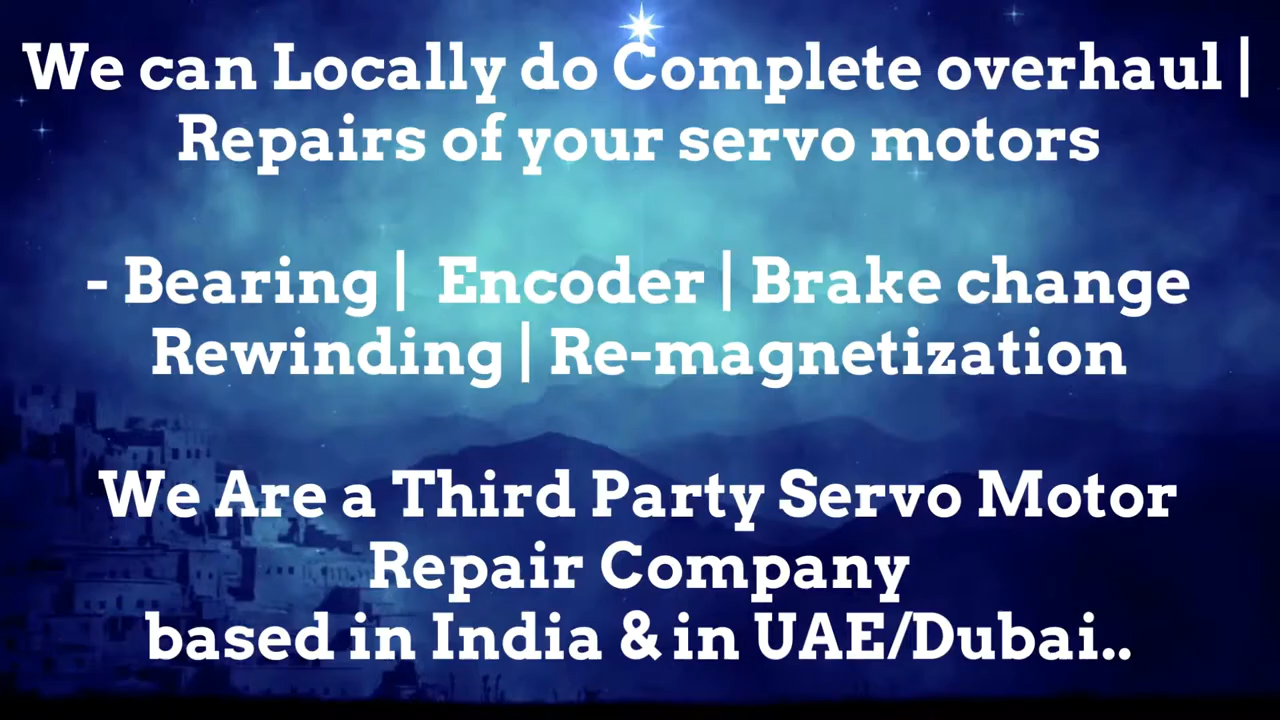 We can Locally do Complete overhaul |
Repairs of your servo motors
- Bearing | Encoder | Brake change
Rewinding | Re-magnetization
We Are a Third Party Servo Motor
Repair Company
based in India & in UAE/Dubai..